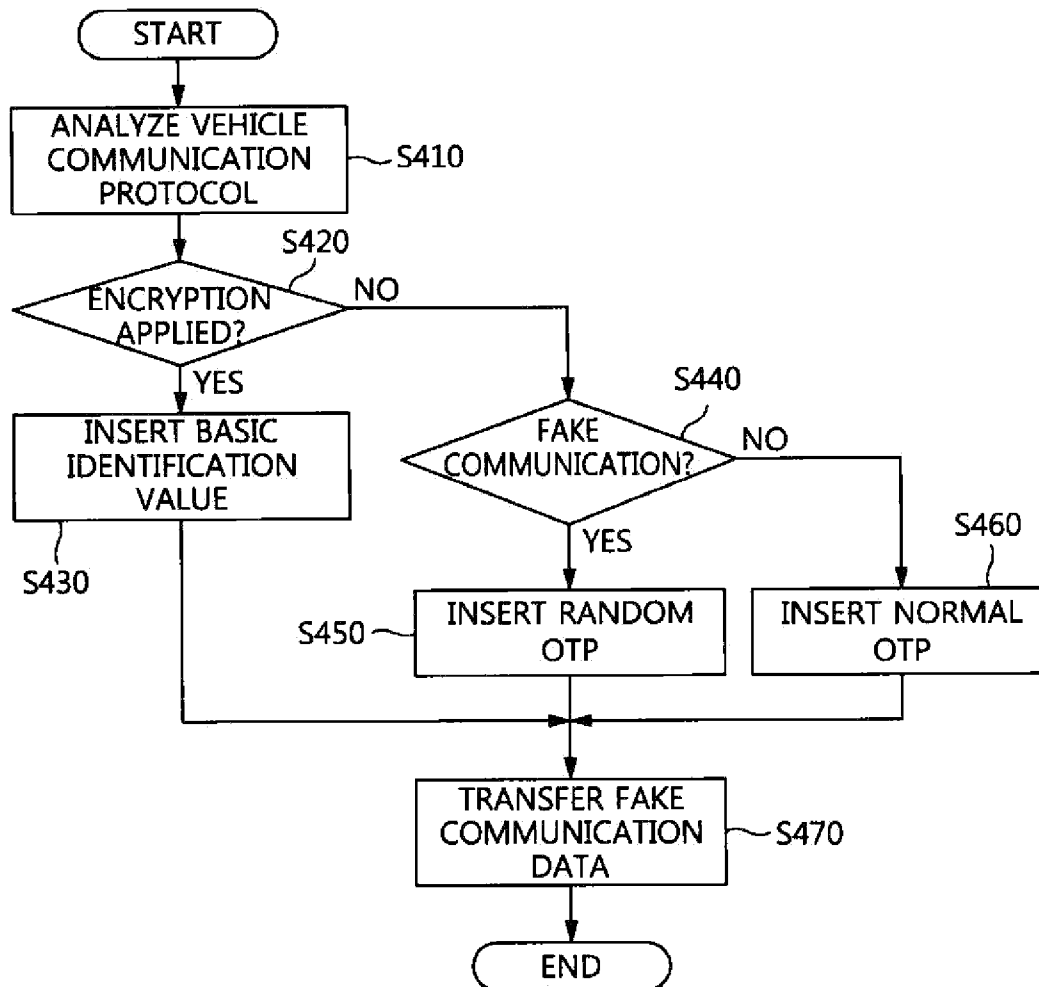 START
ANALYZE VEHICLE
COMMUNICATION
PROTOCOL
S410
S420
ENCRYPTION
APPLIED?
NO
YES
INSERT BASIC
IDENTIFICATION
VALUE
S430
S440
FAKE
COMMUNICATION?
NO
YES
S450
INSERT RANDOM
OTP
S460
INSERT NORMAL
OTP
TRANSFER FAKE
COMMUNICATION
DATA
S470
END